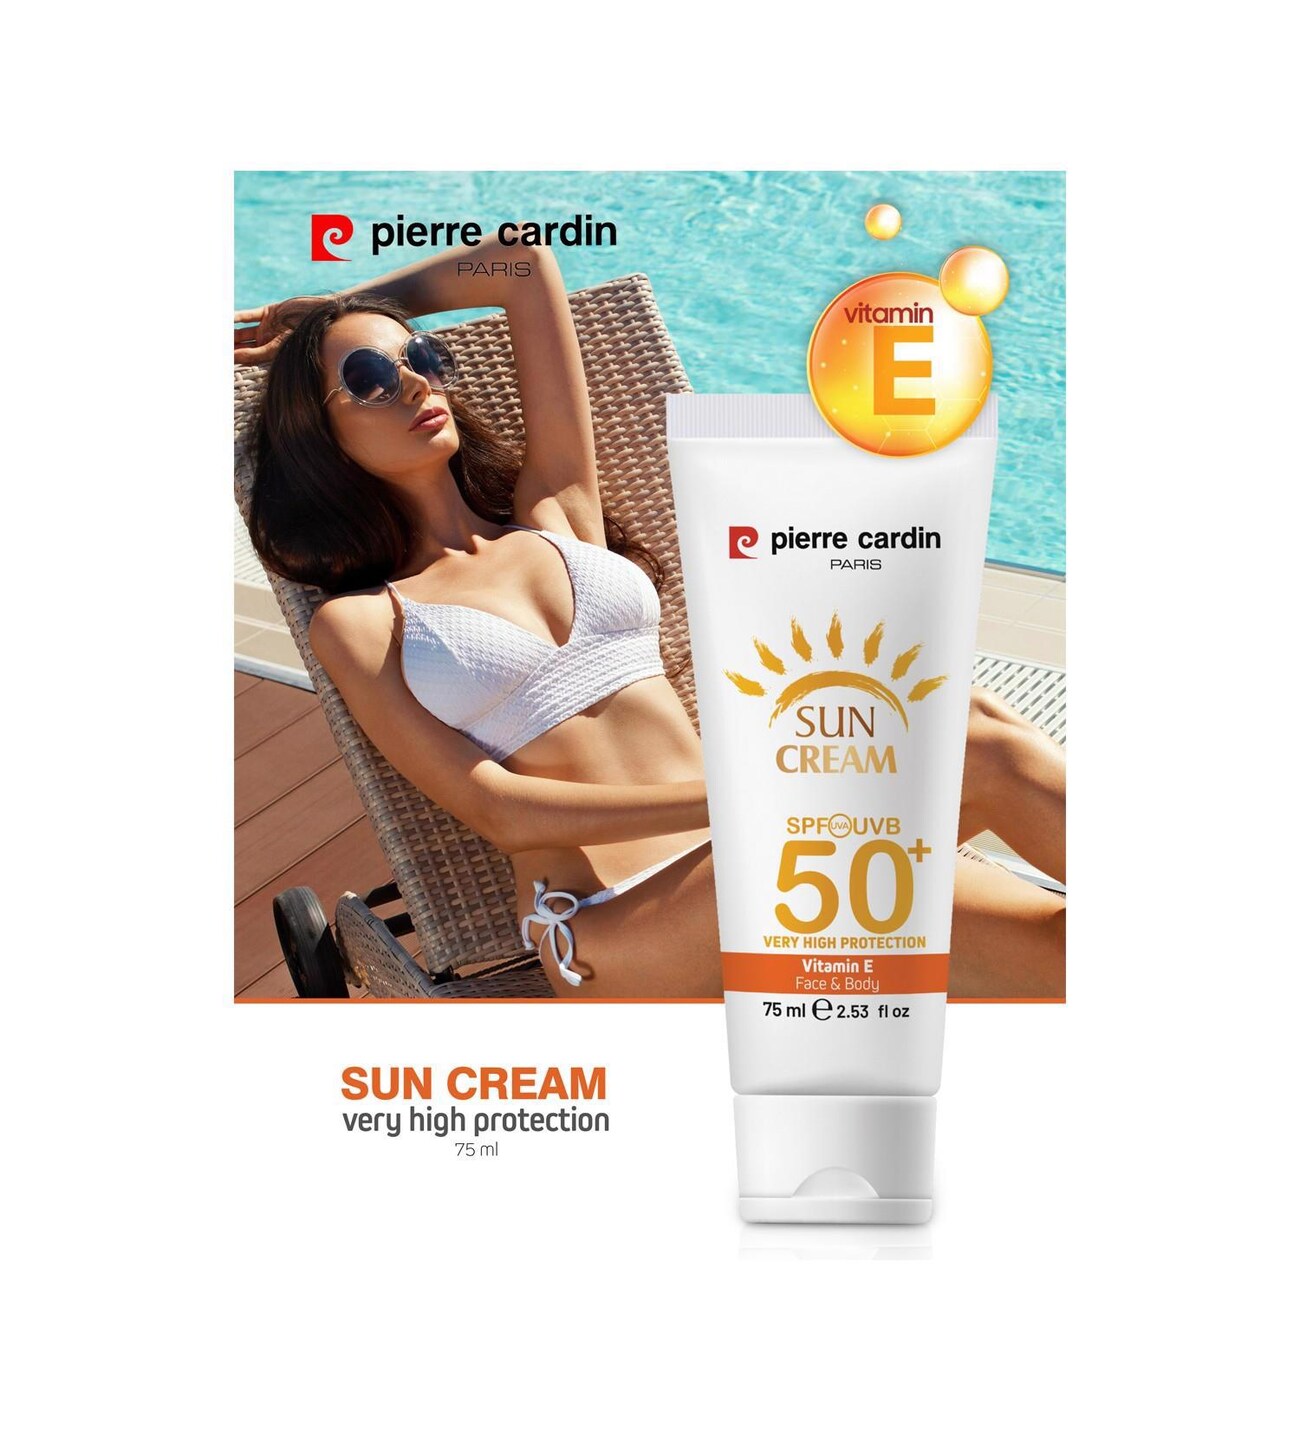 pierre cardin
PARIS
vitamin
E
pierre cardin
PARIS
SUN
CREAM
SPF UVA UVB
50+
VERY HIGH PROTECTION
Vitamin E
Face & Body
75 ml e 2.53 fl oz
SUN CREAM
very high protection
75 ml